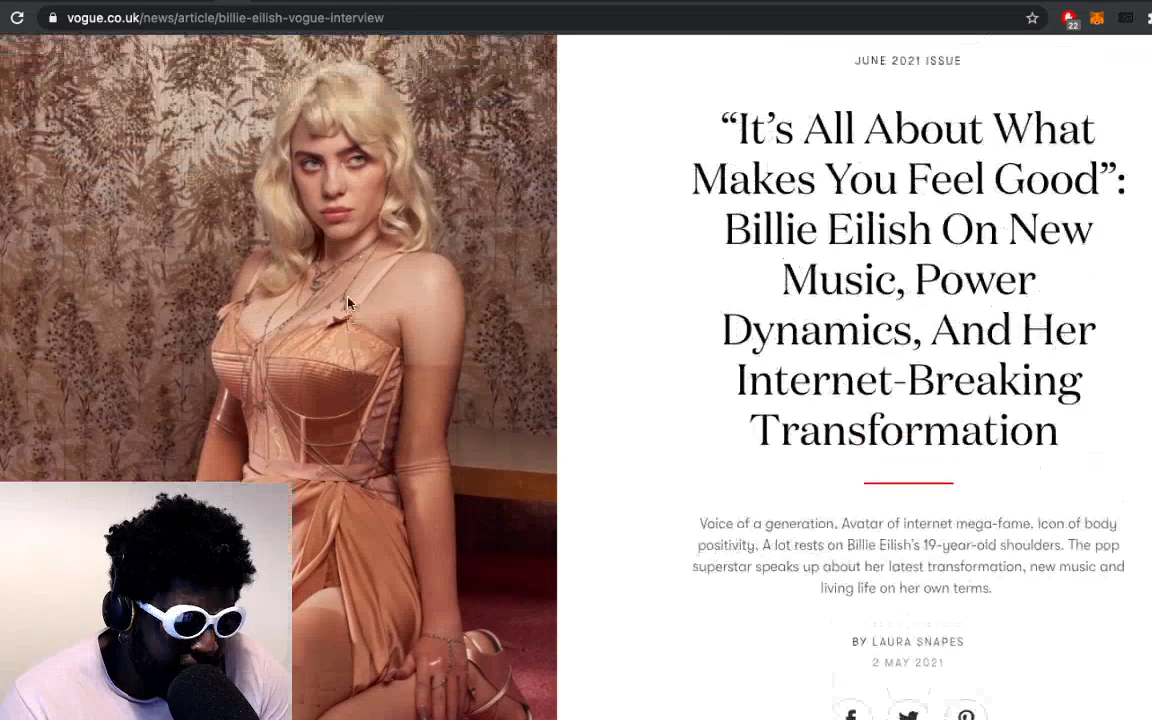 vogue.co.uk/news/article/billie-eilish-vogue-interview
22
JUNE 2021 ISSUE
“It’s All About What
Makes You Feel Good”:
Billie Eilish On New
Music, Power
Dynamics, And Her
Internet-Breaking
Transformation
Voice of a generation. Avatar of internet mega-fame. Icon of body
positivity. A lot rests on Billie Eilish’s 19-year-old shoulders. The pop
superstar speaks up about her latest transformation, new music and
living life on her own terms.
BY LAURA SNAPES
2 MAY 2021